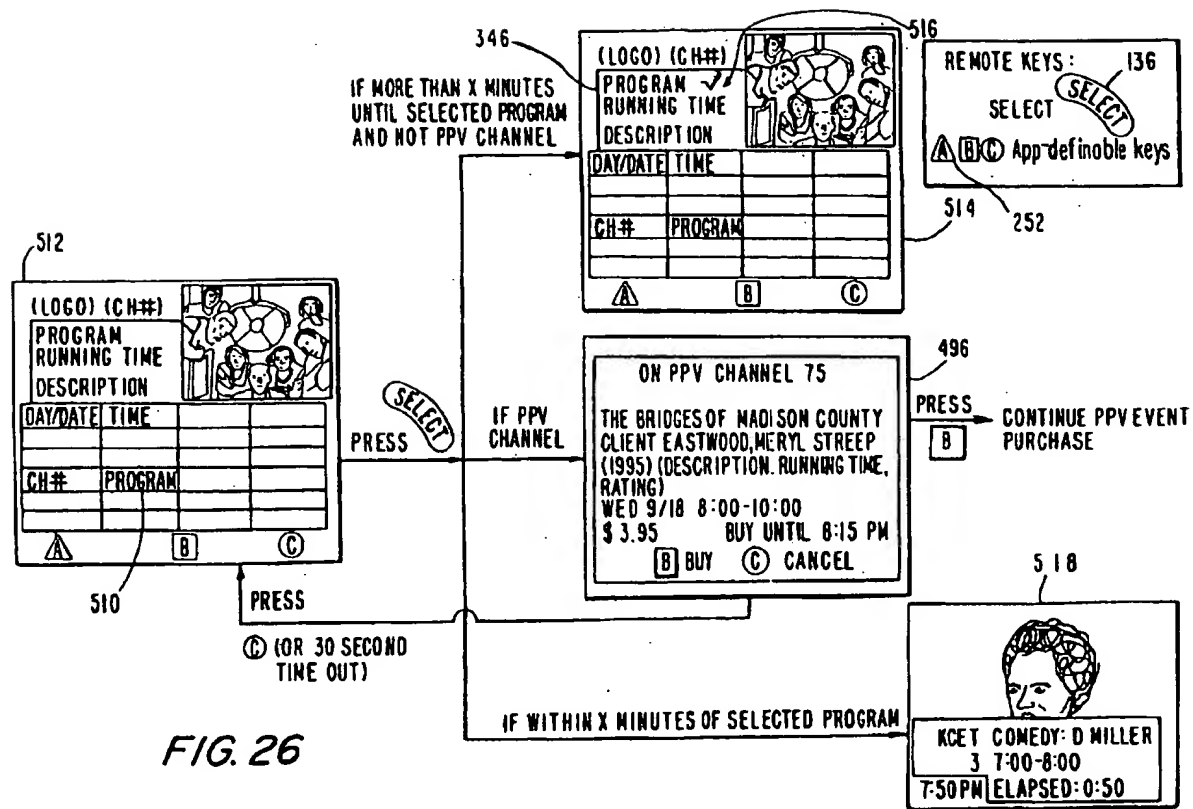 346
516
(LOGO) (CH#)
PROGRAM
RUNNING TIME
DESCRIPTION
DAY/DATE TIME
CH# PROGRAM
A B C
514
IF MORE THAN X MINUTES
UNTIL SELECTED PROGRAM
AND NOT PPV CHANNEL
REMOTE KEYS:
136
SELECT SELECT
A B C App-definable keys
252
512
(LOGO) (CH#)
PROGRAM
RUNNING TIME
DESCRIPTION
DAY/DATE TIME
CH# PROGRAM
A B C
510
PRESS SELECT
IF PPV
CHANNEL
496
ON PPV CHANNEL 75
THE BRIDGES OF MADISON COUNTY
CLIENT EASTWOOD, MERYL STREEP
(1995) (DESCRIPTION. RUNNING TIME,
RATING)
WED 9/18 8:00-10:00
$ 3.95 BUY UNTIL 8:15 PM
B BUY C CANCEL
PRESS
B
CONTINUE PPV EVENT
PURCHASE
PRESS
C (OR 30 SECOND
TIME OUT)
IF WITHIN X MINUTES OF SELECTED PROGRAM
518
KCET COMEDY: D MILLER
3 7:00-8:00
7:50PM ELAPSED: 0:50
FIG. 26